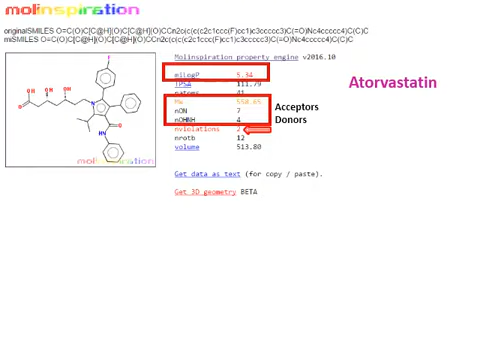 molinspiration
originalSMILES O=C(O)C[C@H](O)C[C@H](O)CCn2c(c(c(c2c1ccc(F)cc1)c3ccccc3)C(=O)Nc4ccccc4)C(C)C
miSMILES O=C(O)C[C@H](O)C[C@H](O)CCn2c(c(c(c2c1ccc(F)cc1)c3ccccc3)C(=O)Nc4ccccc4)C(C)C
Molinspiration property engine v2016.10
Atorvastatin
miLogP 5.34
TPSA 111.79
natoms 41
MW 558.65
nON 7 Acceptors
nOHNH 4 Donors
nviolations 2
nrotb 12
volume 513.80
F
OH
O
HO
OH
OH
N
O
HN
molinspiration
Get data as text (for copy / paste).
Get 3D geometry BETA